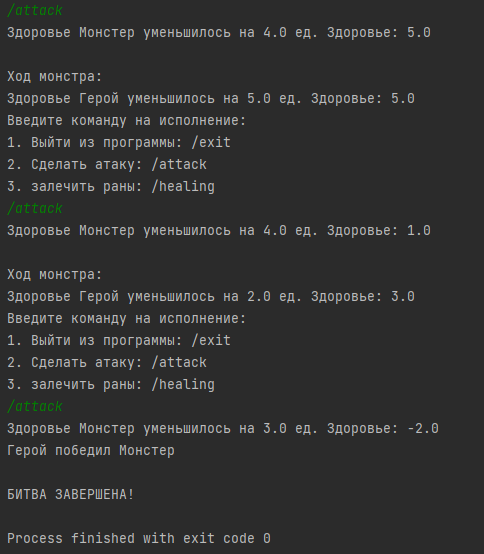 /attack
Здоровье Монстер уменьшилось на 4.0 ед. Здоровье: 5.0
Ход монстра:
Здоровье Герой уменьшилось на 5.0 ед. Здоровье: 5.0
Введите команду на исполнение:
1. Выйти из программы: /exit
2. Сделать атаку: /attack
3. залечить раны: /healing
/attack
Здоровье Монстер уменьшилось на 4.0 ед. Здоровье: 1.0
Ход монстра:
Здоровье Герой уменьшилось на 2.0 ед. Здоровье: 3.0
Введите команду на исполнение:
1. Выйти из программы: /exit
2. Сделать атаку: /attack
3. залечить раны: /healing
/attack
Здоровье Монстер уменьшилось на 3.0 ед. Здоровье: -2.0
Герой победил Монстер
БИТВА ЗАВЕРШЕНА!
Process finished with exit code 0